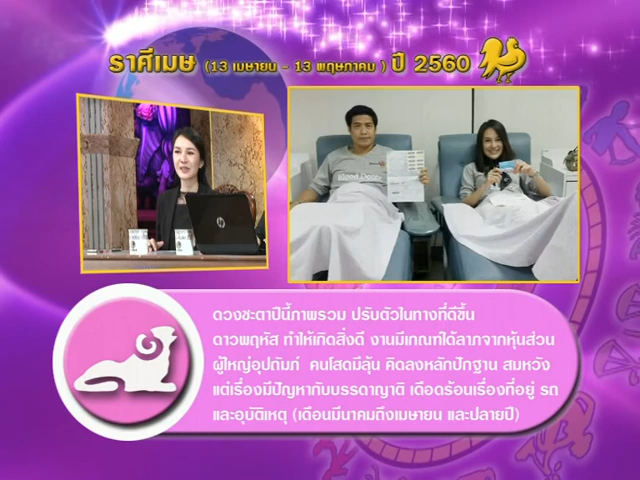 ราศีเมษ (13 เมษายน - 13 พฤษภาคม ) ปี 2560
Blood Donor
ดวงชะตาปีนี้ภาพรวม ปรับตัวในทางที่ดีขึ้น
ดาวพฤหัส ทำให้เกิดสิ่งดี งานมีเกณฑ์ได้ลาภจากหุ้นส่วน
ผู้ใหญ่อุปถัมภ์ คนโสดมีลุ้น คิดลงหลักปักฐาน สมหวัง
แต่เรื่องมีปัญหากับบรรดาญาติ เดือดร้อนเรื่องที่อยู่ รถ
และอุบัติเหตุ (เดือนมีนาคมถึงเมษายน และปลายปี)